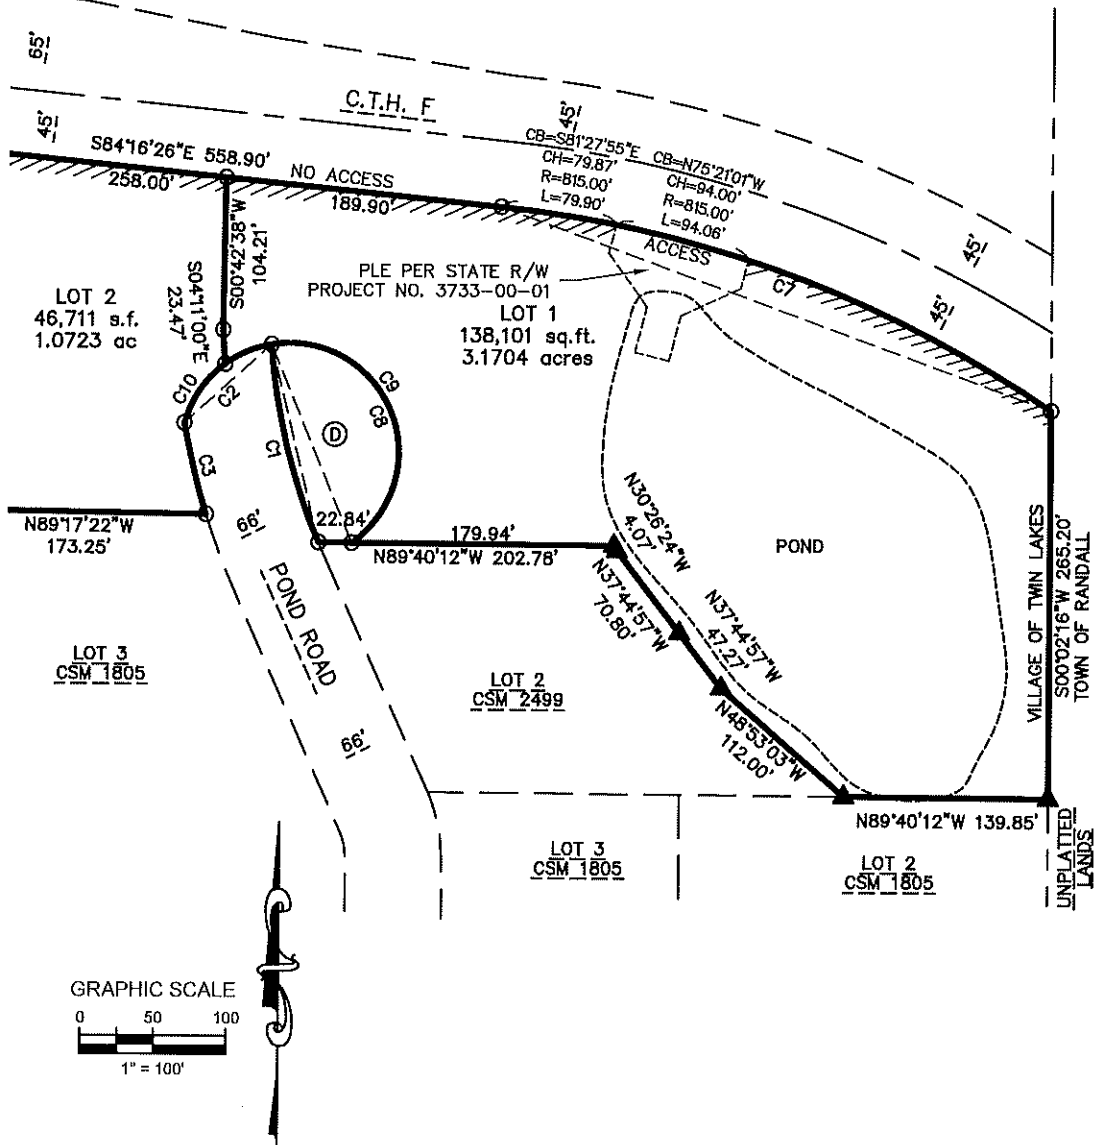 65'
C.T.H. F
45'
45'
S84°16'26"E 558.90'
258.00'
NO ACCESS
189.90'
CB=S81°27'55"E
CH=79.87'
R=815.00'
L=79.90'
CB=N75°21'01"W
CH=94.00'
R=815.00'
L=94.06'
ACCESS
C7
45'
45'
S00°42'38"W
104.21'
S04°11'00"E
23.47'
PLE PER STATE R/W
PROJECT NO. 3733-00-01
LOT 2
46,711 s.f.
1.0723 ac
LOT 1
138,101 sq.ft.
3.1704 acres
C10
C2
C9
C8
C1
D
C3
N89°17'22"W
173.25'
66'
22.84'
179.94'
N89°40'12"W 202.78'
N30°26'24"W
4.07'
N37°44'57"W
70.80'
N37°44'57"W
47.27'
N48°53'03"W
112.00'
POND
VILLAGE OF TWIN LAKES
S00°02'16"W 265.20'
TOWN OF RANDALL
POND ROAD
LOT 3
CSM 1805
LOT 2
CSM 2499
66'
N89°40'12"W 139.85'
LOT 3
CSM 1805
LOT 2
CSM 1805
UNPLATTED
LANDS
GRAPHIC SCALE
0 50 100
1" = 100'